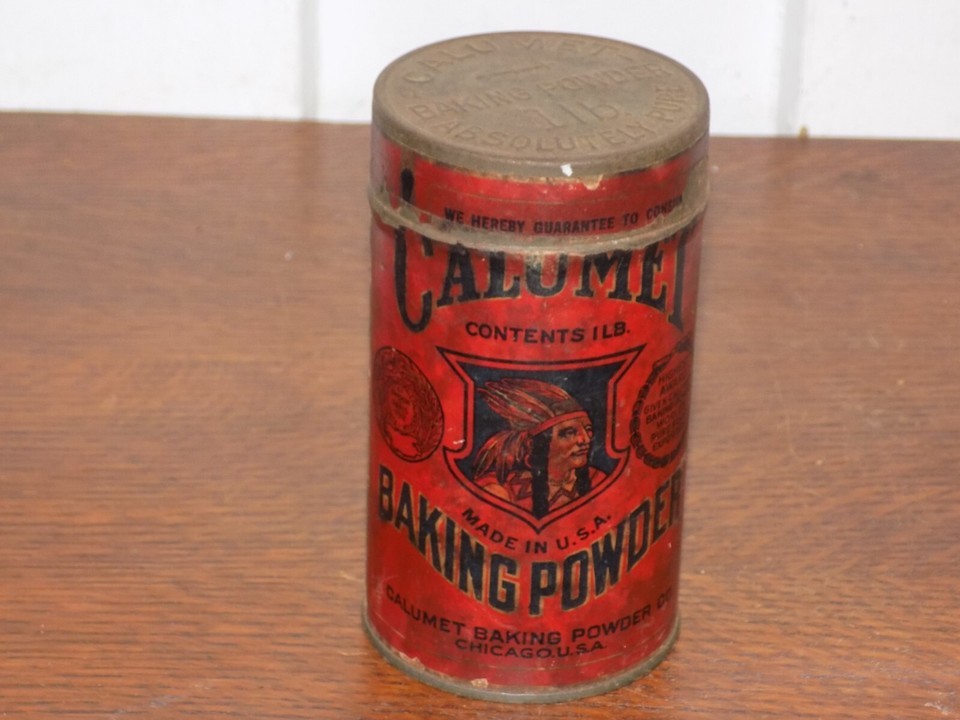 CALUMET
BAKING POWDER
1 lb.
ABSOLUTELY PURE
WE HEREBY GUARANTEE TO
CALUMET
CONTENTS 1 LB.
MADE IN U.S.A.
BAKING POWDER
CALUMET BAKING POWDER CO.
CHICAGO. U.S.A.